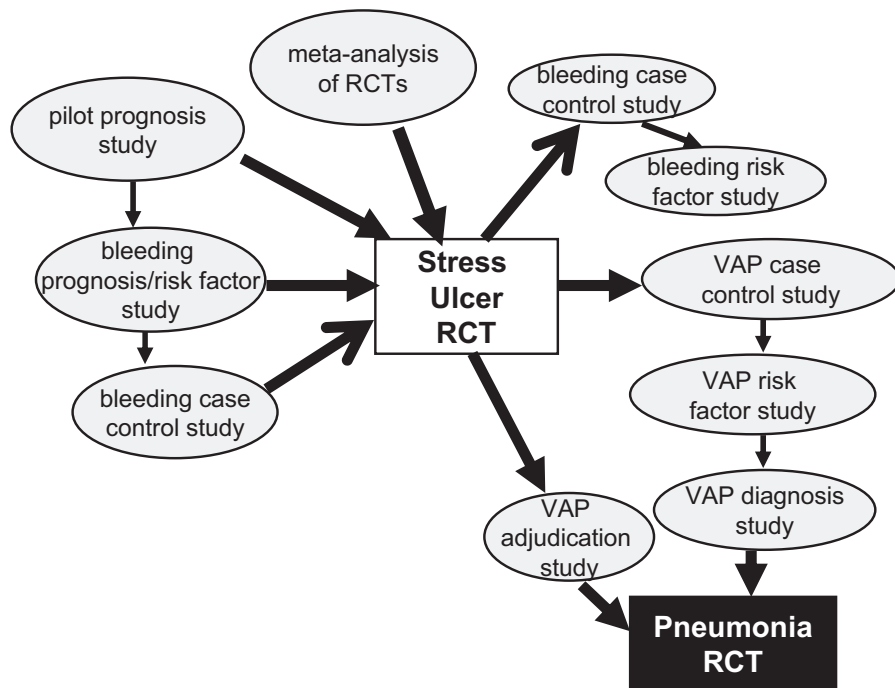 meta-analysis
of RCTs
bleeding case
control study
pilot prognosis
study
bleeding risk
factor study
bleeding
prognosis/risk factor
study
Stress
Ulcer
RCT
VAP case
control study
bleeding case
control study
VAP risk
factor study
VAP
adjudication
study
VAP diagnosis
study
Pneumonia
RCT